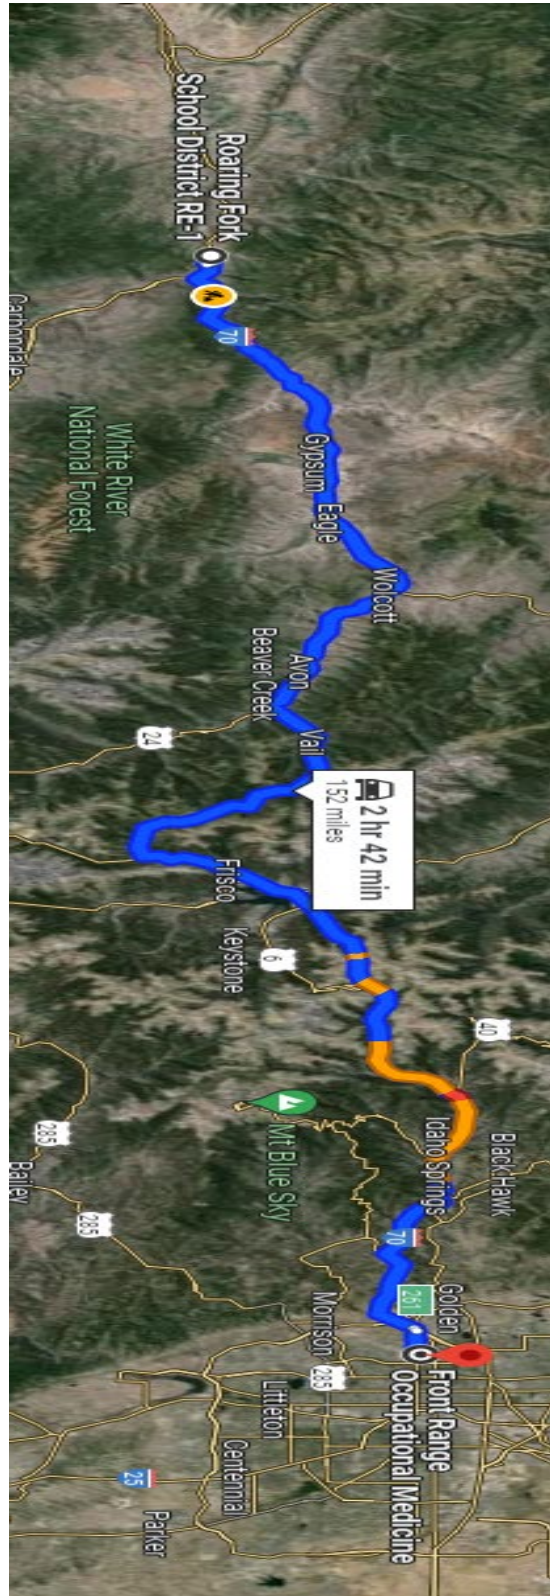 Roaring Fork
School District RE-1
70
Carbondale
White River
National Forest
Gypsum
Eagle
Wolcott
Avon
Beaver Creek
Vail
24
2 hr 42 min
152 miles
Frisco
Keystone
6
40
Mt Blue Sky
Idaho Springs
Black Hawk
285
Bailey
285
70
261
Golden
Morrison
285
Front Range
Occupational Medicine
Littleton
Centennial
25
Parker